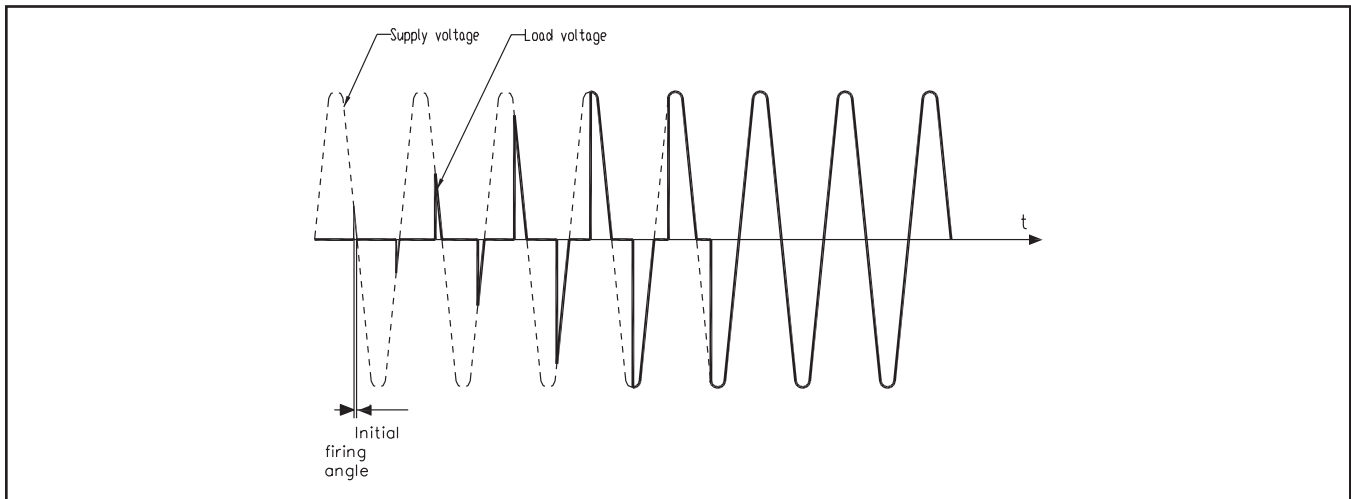 Supply voltage
Load voltage
t
Initial
firing
angle